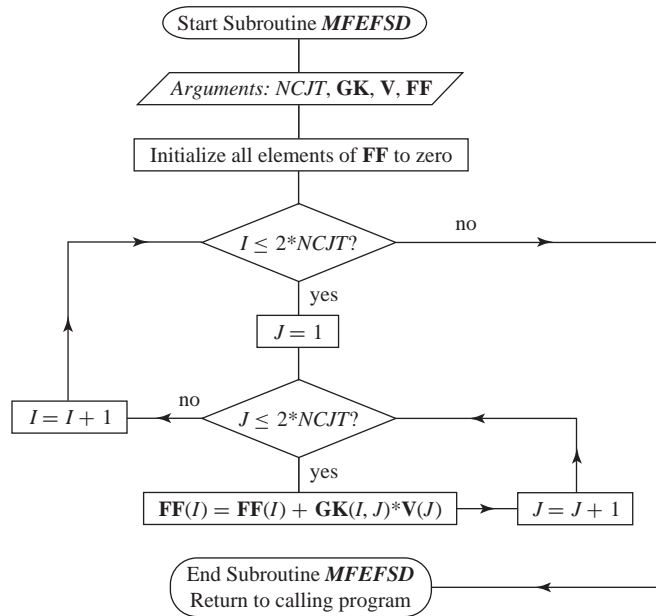 Start Subroutine MFEFSD
Arguments: NCJT, GK, V, FF
Initialize all elements of FF to zero
I ≤ 2*NCJT?
no
yes
J = 1
I = I + 1
no
J ≤ 2*NCJT?
yes
FF(I) = FF(I) + GK(I, J)*V(J)
J = J + 1
End Subroutine MFEFSD
Return to calling program